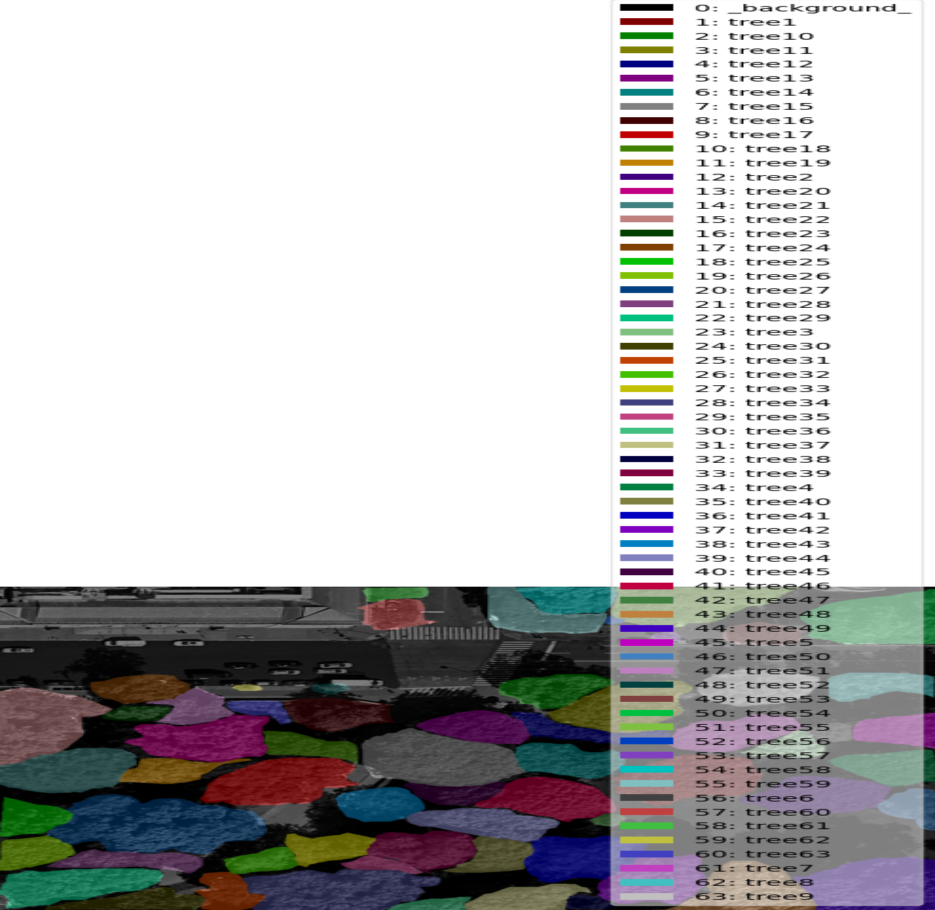 0: _background_
1: tree1
2: tree10
3: tree11
4: tree12
5: tree13
6: tree14
7: tree15
8: tree16
9: tree17
10: tree18
11: tree19
12: tree2
13: tree20
14: tree21
15: tree22
16: tree23
17: tree24
18: tree25
19: tree26
20: tree27
21: tree28
22: tree29
23: tree3
24: tree30
25: tree31
26: tree32
27: tree33
28: tree34
29: tree35
30: tree36
31: tree37
32: tree38
33: tree39
34: tree4
35: tree40
36: tree41
37: tree42
38: tree43
39: tree44
40: tree45
41: tree46
42: tree47
43: tree48
44: tree49
45: tree5
46: tree50
47: tree51
48: tree52
49: tree53
50: tree54
51: tree55
52: tree56
53: tree57
54: tree58
55: tree59
56: tree6
57: tree60
58: tree61
59: tree62
60: tree63
61: tree7
62: tree8
63: tree9